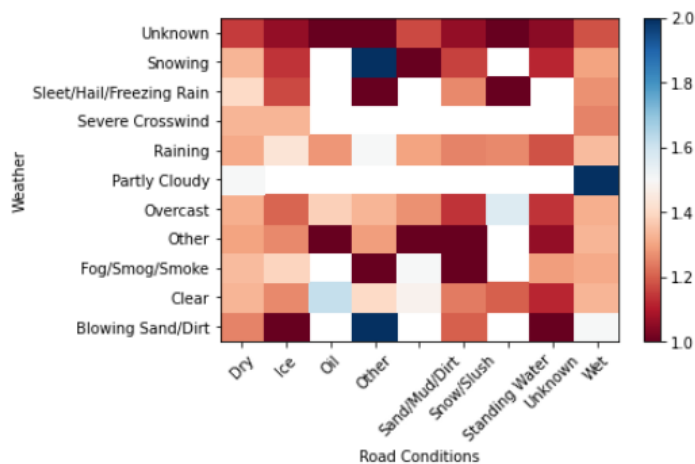 Weather
Unknown
Snowing
Sleet/Hail/Freezing Rain
Severe Crosswind
Raining
Partly Cloudy
Overcast
Other
Fog/Smog/Smoke
Clear
Blowing Sand/Dirt
Dry
Ice
Oil
Other
Sand/Mud/Dirt
Snow/Slush
Standing Water
Unknown
Wet
Road Conditions
2.0
1.8
1.6
1.4
1.2
1.0